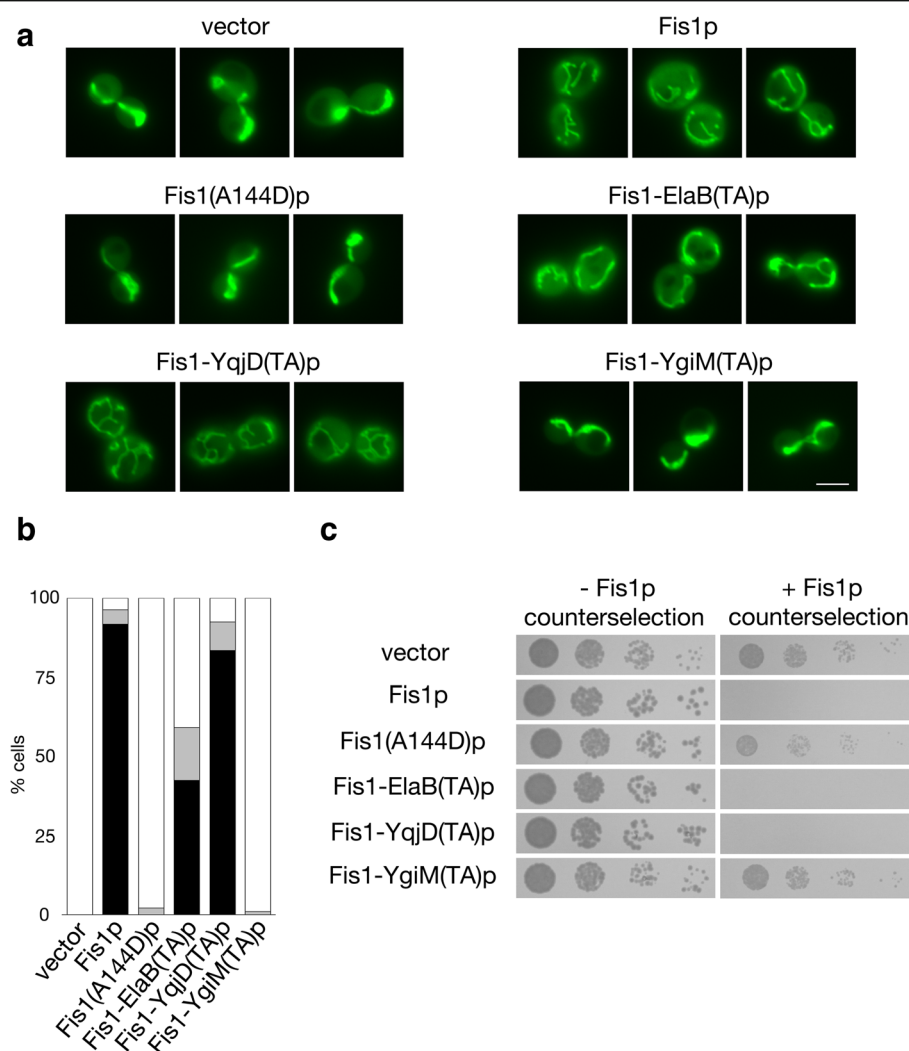 a
vector
Fis1p
Fis1(A144D)p
Fis1-ElaB(TA)p
Fis1-YqjD(TA)p
Fis1-YgiM(TA)p
b
100
75
50
25
0
% cells
vector
Fis1p
Fis1(A144D)p
Fis1-ElaB(TA)p
Fis1-YqjD(TA)p
Fis1-YgiM(TA)p
c
- Fis1p
counterselection
+ Fis1p
counterselection
vector
Fis1p
Fis1(A144D)p
Fis1-ElaB(TA)p
Fis1-YqjD(TA)p
Fis1-YgiM(TA)p